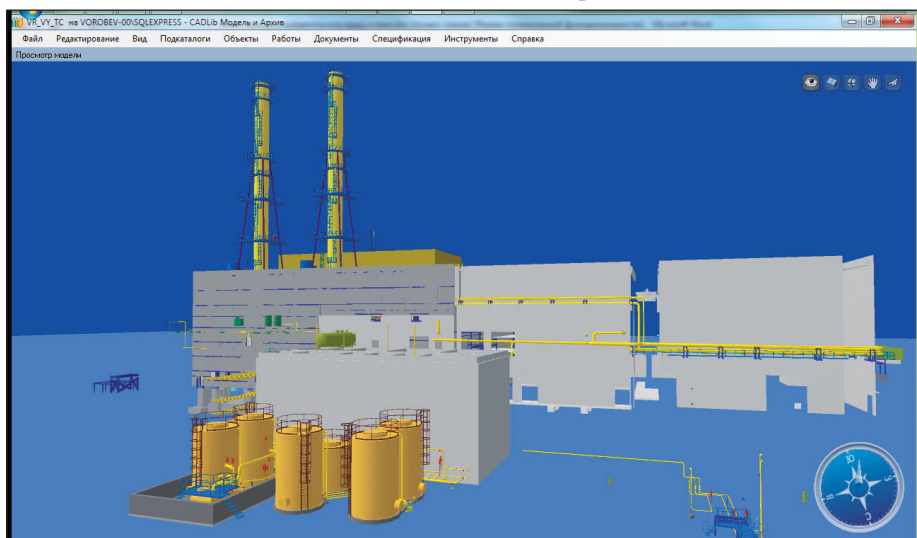 VR_VY_TC на VOROBEV-00\SQLEXPRESS - CADLib Модель и Архив
Файл Редактирование Вид Подкаталоги Объекты Работы Документы Спецификация Инструменты Справка
Просмотр модели
Ю
В
З
С